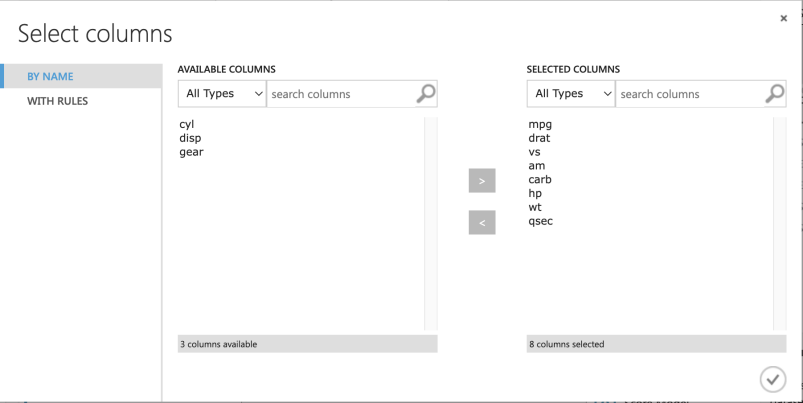 Select columns
×
BY NAME
WITH RULES
AVAILABLE COLUMNS
All Types
search columns
cyl
disp
gear
3 columns available
>
<
SELECTED COLUMNS
All Types
search columns
mpg
drat
vs
am
carb
hp
wt
qsec
8 columns selected